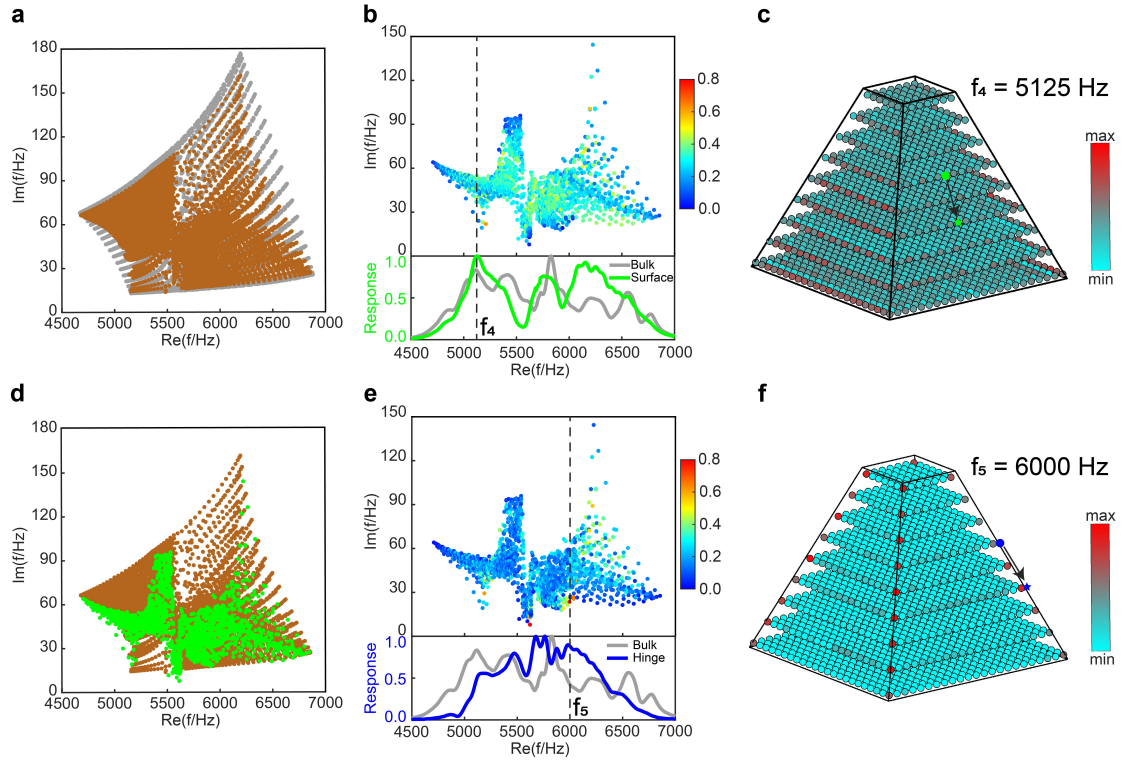 a
180
150
120
90
60
30
0
Im(f/Hz)
4500 5000 5500 6000 6500 7000
Re(f/Hz)
b
150
120
90
60
30
0
Im(f/Hz)
0.8
0.6
0.4
0.2
0.0
1.0
0.5
0.0
Response
Bulk
Surface
f₄
4500 5000 5500 6000 6500 7000
Re(f/Hz)
c
f₄ = 5125 Hz
max
min
d
180
150
120
90
60
30
0
Im(f/Hz)
4500 5000 5500 6000 6500 7000
Re(f/Hz)
e
150
120
90
60
30
0
Im(f/Hz)
0.8
0.6
0.4
0.2
0.0
1.0
0.5
0.0
Response
Bulk
Hinge
f₅
4500 5000 5500 6000 6500 7000
Re(f/Hz)
f
f₅ = 6000 Hz
max
min